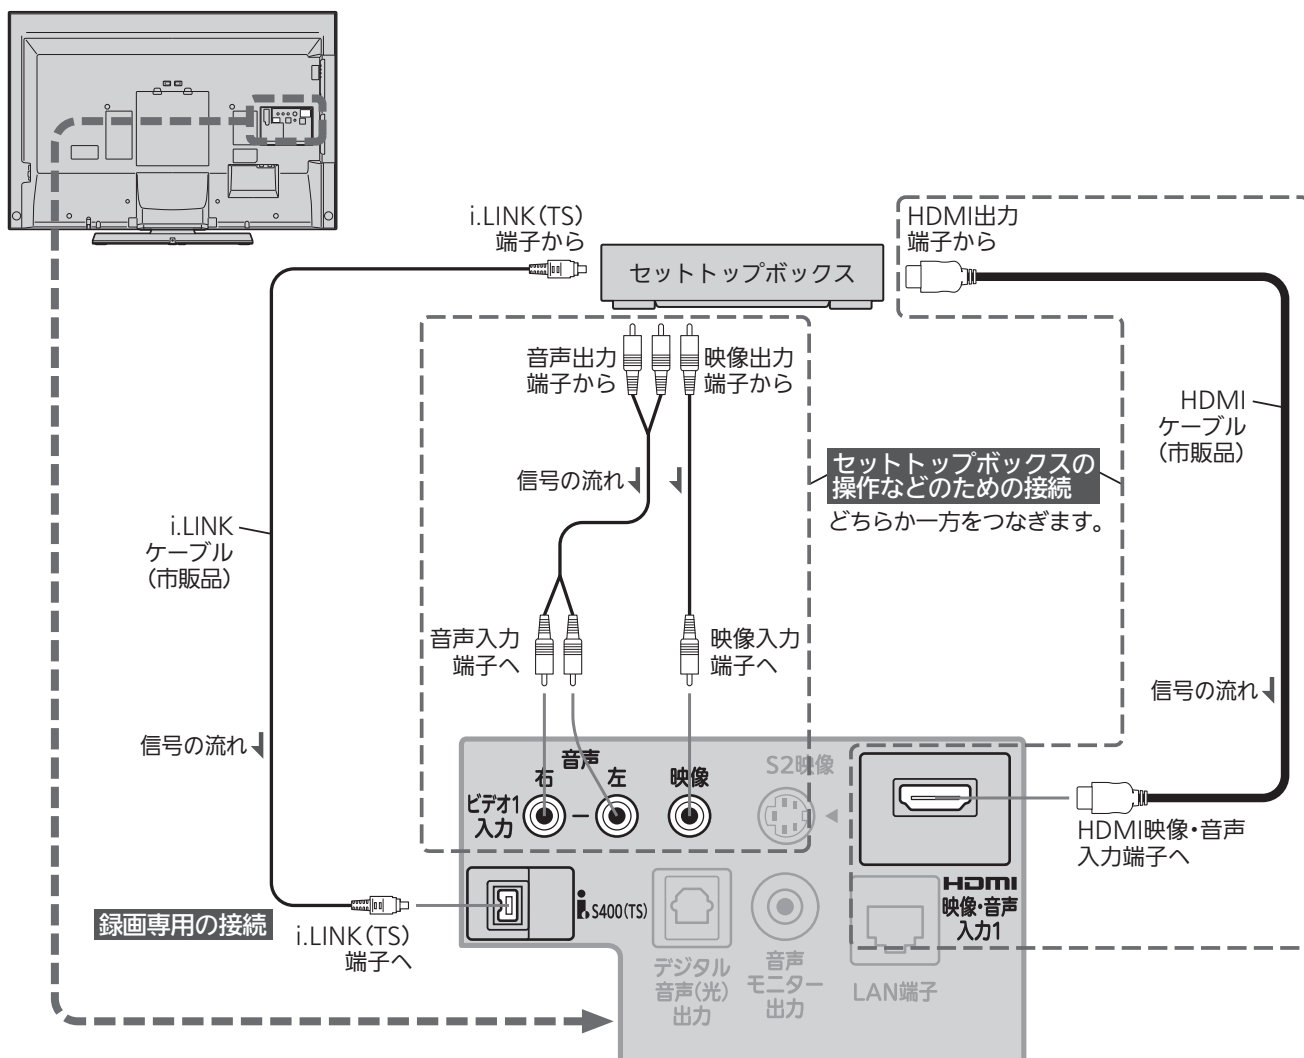 i.LINK（TS）
端子から
セットトップボックス
HDMI出力
端子から
音声出力
端子から
映像出力
端子から
HDMI
ケーブル
（市販品）
セットトップボックスの
操作などのための接続
どちらか一方をつなぎます。
信号の流れ
i.LINK
ケーブル
（市販品）
音声入力
端子へ
映像入力
端子へ
信号の流れ
信号の流れ
音声
右
左
映像
S2映像
ビデオ1
入力
HDMI映像・音声
入力端子へ
HDMI
映像・音声
入力1
S400（TS）
録画専用の接続
i.LINK（TS）
端子へ
デジタル
音声（光）
出力
音声
モニター
出力
LAN端子